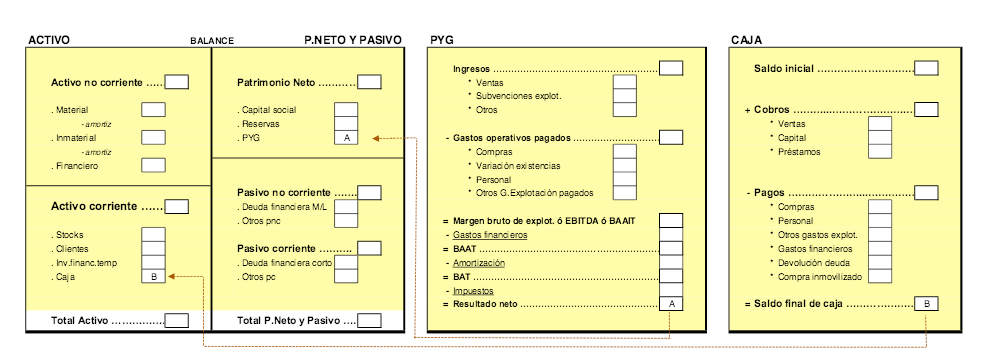 ACTIVO BALANCE P.NETO Y PASIVO
Activo no corriente .....
. Material
- amortiz
. Inmaterial
- amortiz
. Financiero
Activo corriente ......
. Stocks
. Clientes
. Inv.financ.temp
. Caja B
Total Activo .................
Patrimonio Neto ...........
. Capital social
. Reservas
. PYG A
Pasivo no corriente .....
. Deuda financiera M/L
. Otros pnc
Pasivo corriente .........
. Deuda financiera corto
. Otros pc
Total P.Neto y Pasivo ....
PYG
Ingresos ..........................................
* Ventas
* Subvenciones explot.
* Otros
- Gastos operativos pagados ......................
* Compras
* Variación existencias
* Personal
* Otros G.Explotación pagados
= Margen bruto de explot. ó EBITDA ó BAAIT
- Gastos financieros
= BAAT ................................................
- Amortización
= BAT ..................................................
- Impuestos
= Resultado neto ................................... A
CAJA
Saldo inicial .........................
+ Cobros ................................
* Ventas
* Capital
* Préstamos
- Pagos ..................................
* Compras
* Personal
* Otros gastos explot.
* Gastos financieros
* Devolución deuda
* Compra inmovilizado
= Saldo final de caja .................. B